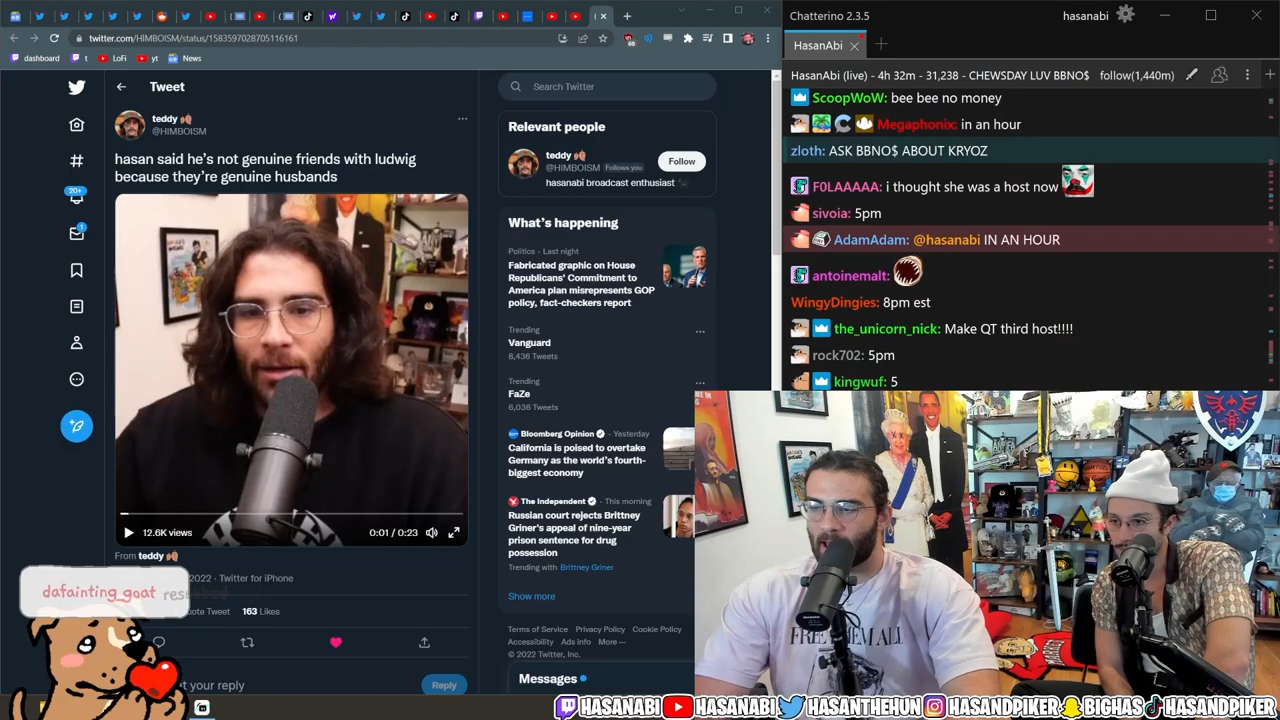 twitter.com/HIMBOISM/status/1583597028705116161
dashboard
t
LoFi
yt
News
Tweet
teddy
@HIMBOISM
hasan said he's not genuine friends with ludwig
because they're genuine husbands
12.6K views
0:01 / 0:23
From teddy
2022 · Twitter for iPhone
uote Tweet 163 Likes
t your reply
Reply
20+
1
dafainting_goat
Search Twitter
Relevant people
teddy
@HIMBOISM Follows you
Follow
hasanabi broadcast enthusiast
What's happening
Politics · Last night
Fabricated graphic on House
Republicans' Commitment to
America plan misrepresents GOP
policy, fact-checkers report
Trending
Vanguard
8,436 Tweets
Trending
FaZe
6,036 Tweets
Bloomberg Opinion · Yesterday
California is poised to overtake
Germany as the world's fourth-
biggest economy
The Independent · This morning
Russian court rejects Brittney
Griner's appeal of nine-year
prison sentence for drug
possession
Trending with Brittney Griner
Show more
Terms of Service Privacy Policy Cookie Policy
Accessibility Ads info More ···
© 2022 Twitter, Inc.
Messages
Chatterino 2.3.5
hasanabi
HasanAbi
HasanAbi (live) - 4h 32m - 31,238 - CHEWSDAY LUV BBNO$ follow(1,440m)
ScoopWoW: bee bee no money
Megaphonix: in an hour
zloth: ASK BBNO$ ABOUT KRYOZ
F0LAAAAA: i thought she was a host now
sivoia: 5pm
AdamAdam: @hasanabi IN AN HOUR
antoinemalt:
WingyDingies: 8pm est
the_unicorn_nick: Make QT third host!!!!
rock702: 5pm
kingwuf: 5
FREE THEM ALL
HASANABI HASANABI HASANTHEHUN HASANDPIKER BIGHAS HASANDPIKER